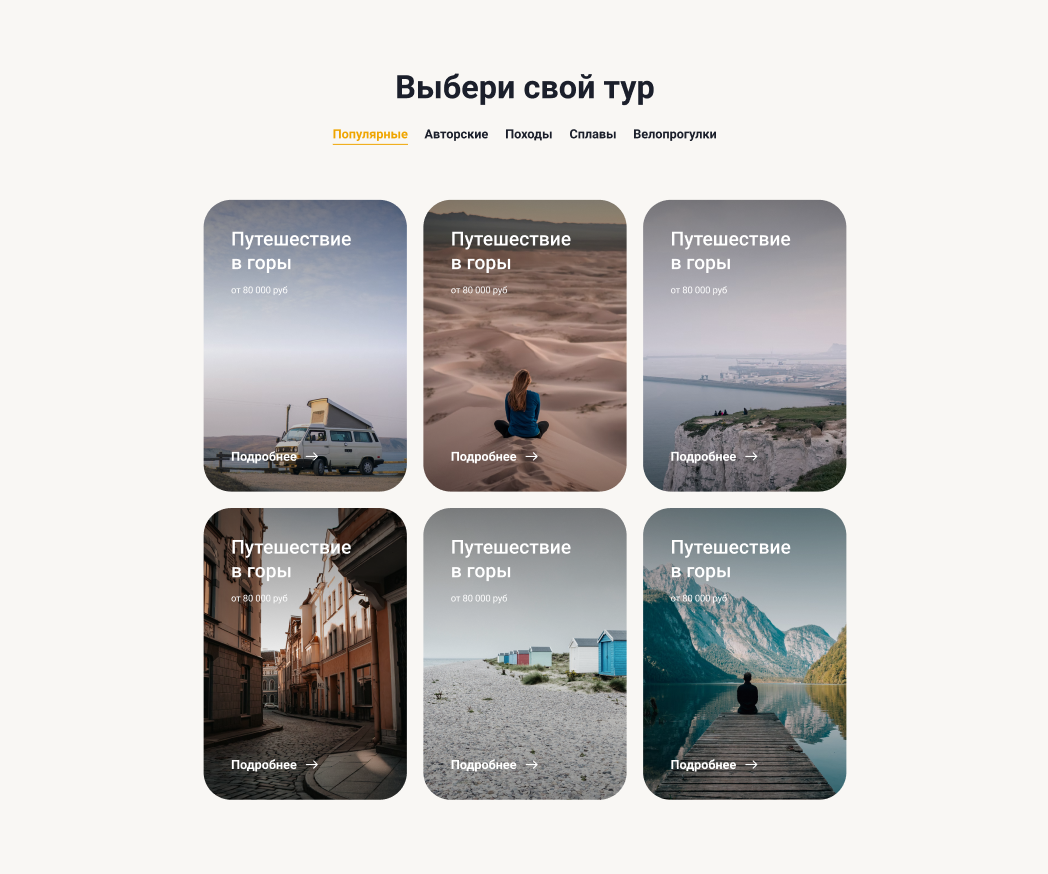 Выбери свой тур
Популярные Авторские Походы Сплавы Велопрогулки
Путешествие
в горы
от 80 000 руб
Подробнее
Путешествие
в горы
от 80 000 руб
Подробнее
Путешествие
в горы
от 80 000 руб
Подробнее
Путешествие
в горы
от 80 000 руб
Подробнее
Путешествие
в горы
от 80 000 руб
Подробнее
Путешествие
в горы
от 80 000 руб
Подробнее